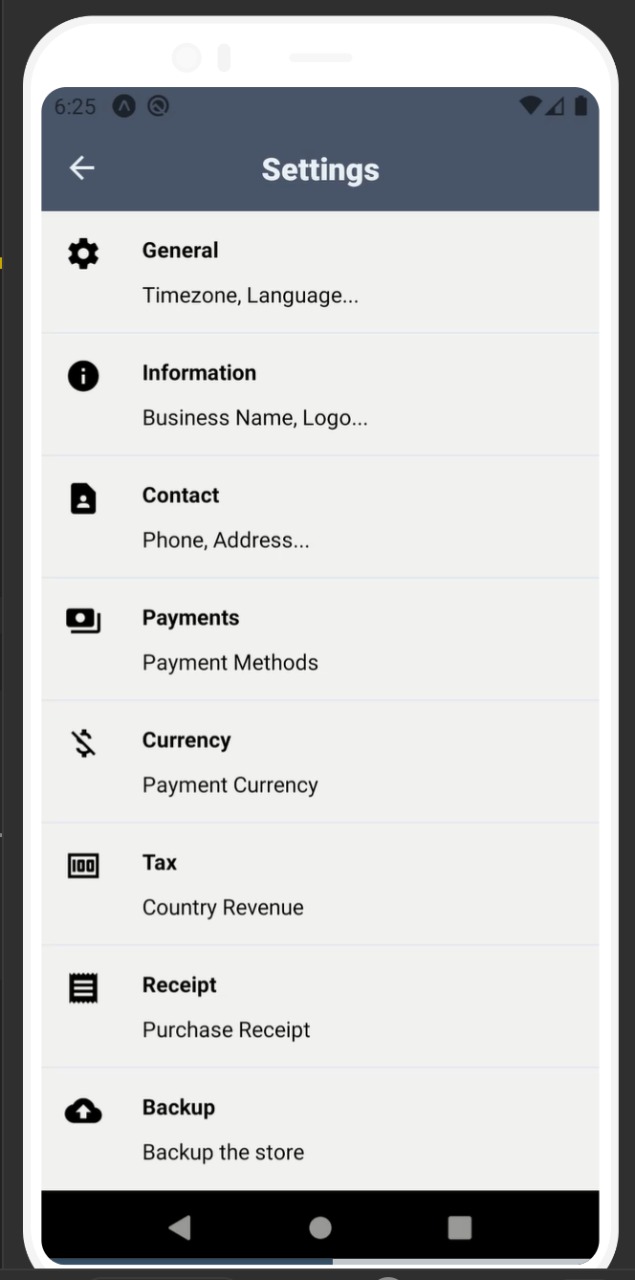 6:25
Settings
General
Timezone, Language...
Information
Business Name, Logo...
Contact
Phone, Address...
Payments
Payment Methods
Currency
Payment Currency
100
Tax
Country Revenue
Receipt
Purchase Receipt
Backup
Backup the store